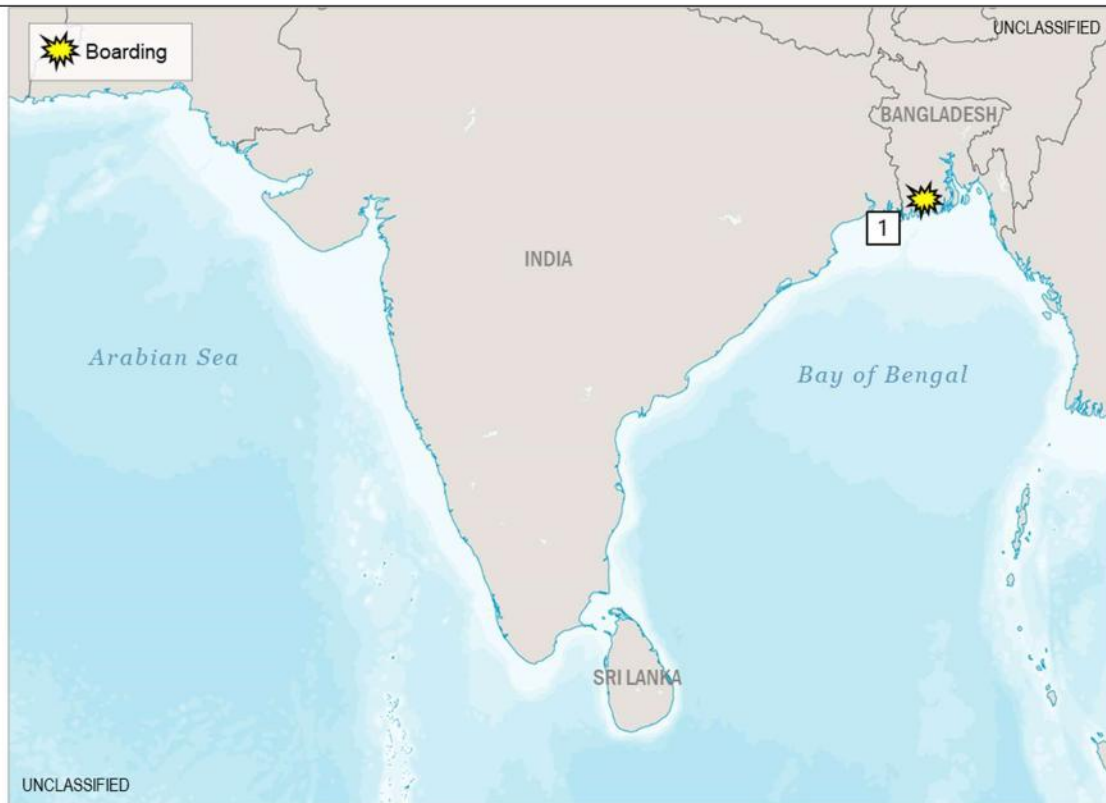 UNCLASSIFIED
Boarding
BANGLADESH
1
INDIA
Arabian Sea
Bay of Bengal
SRI LANKA
UNCLASSIFIED